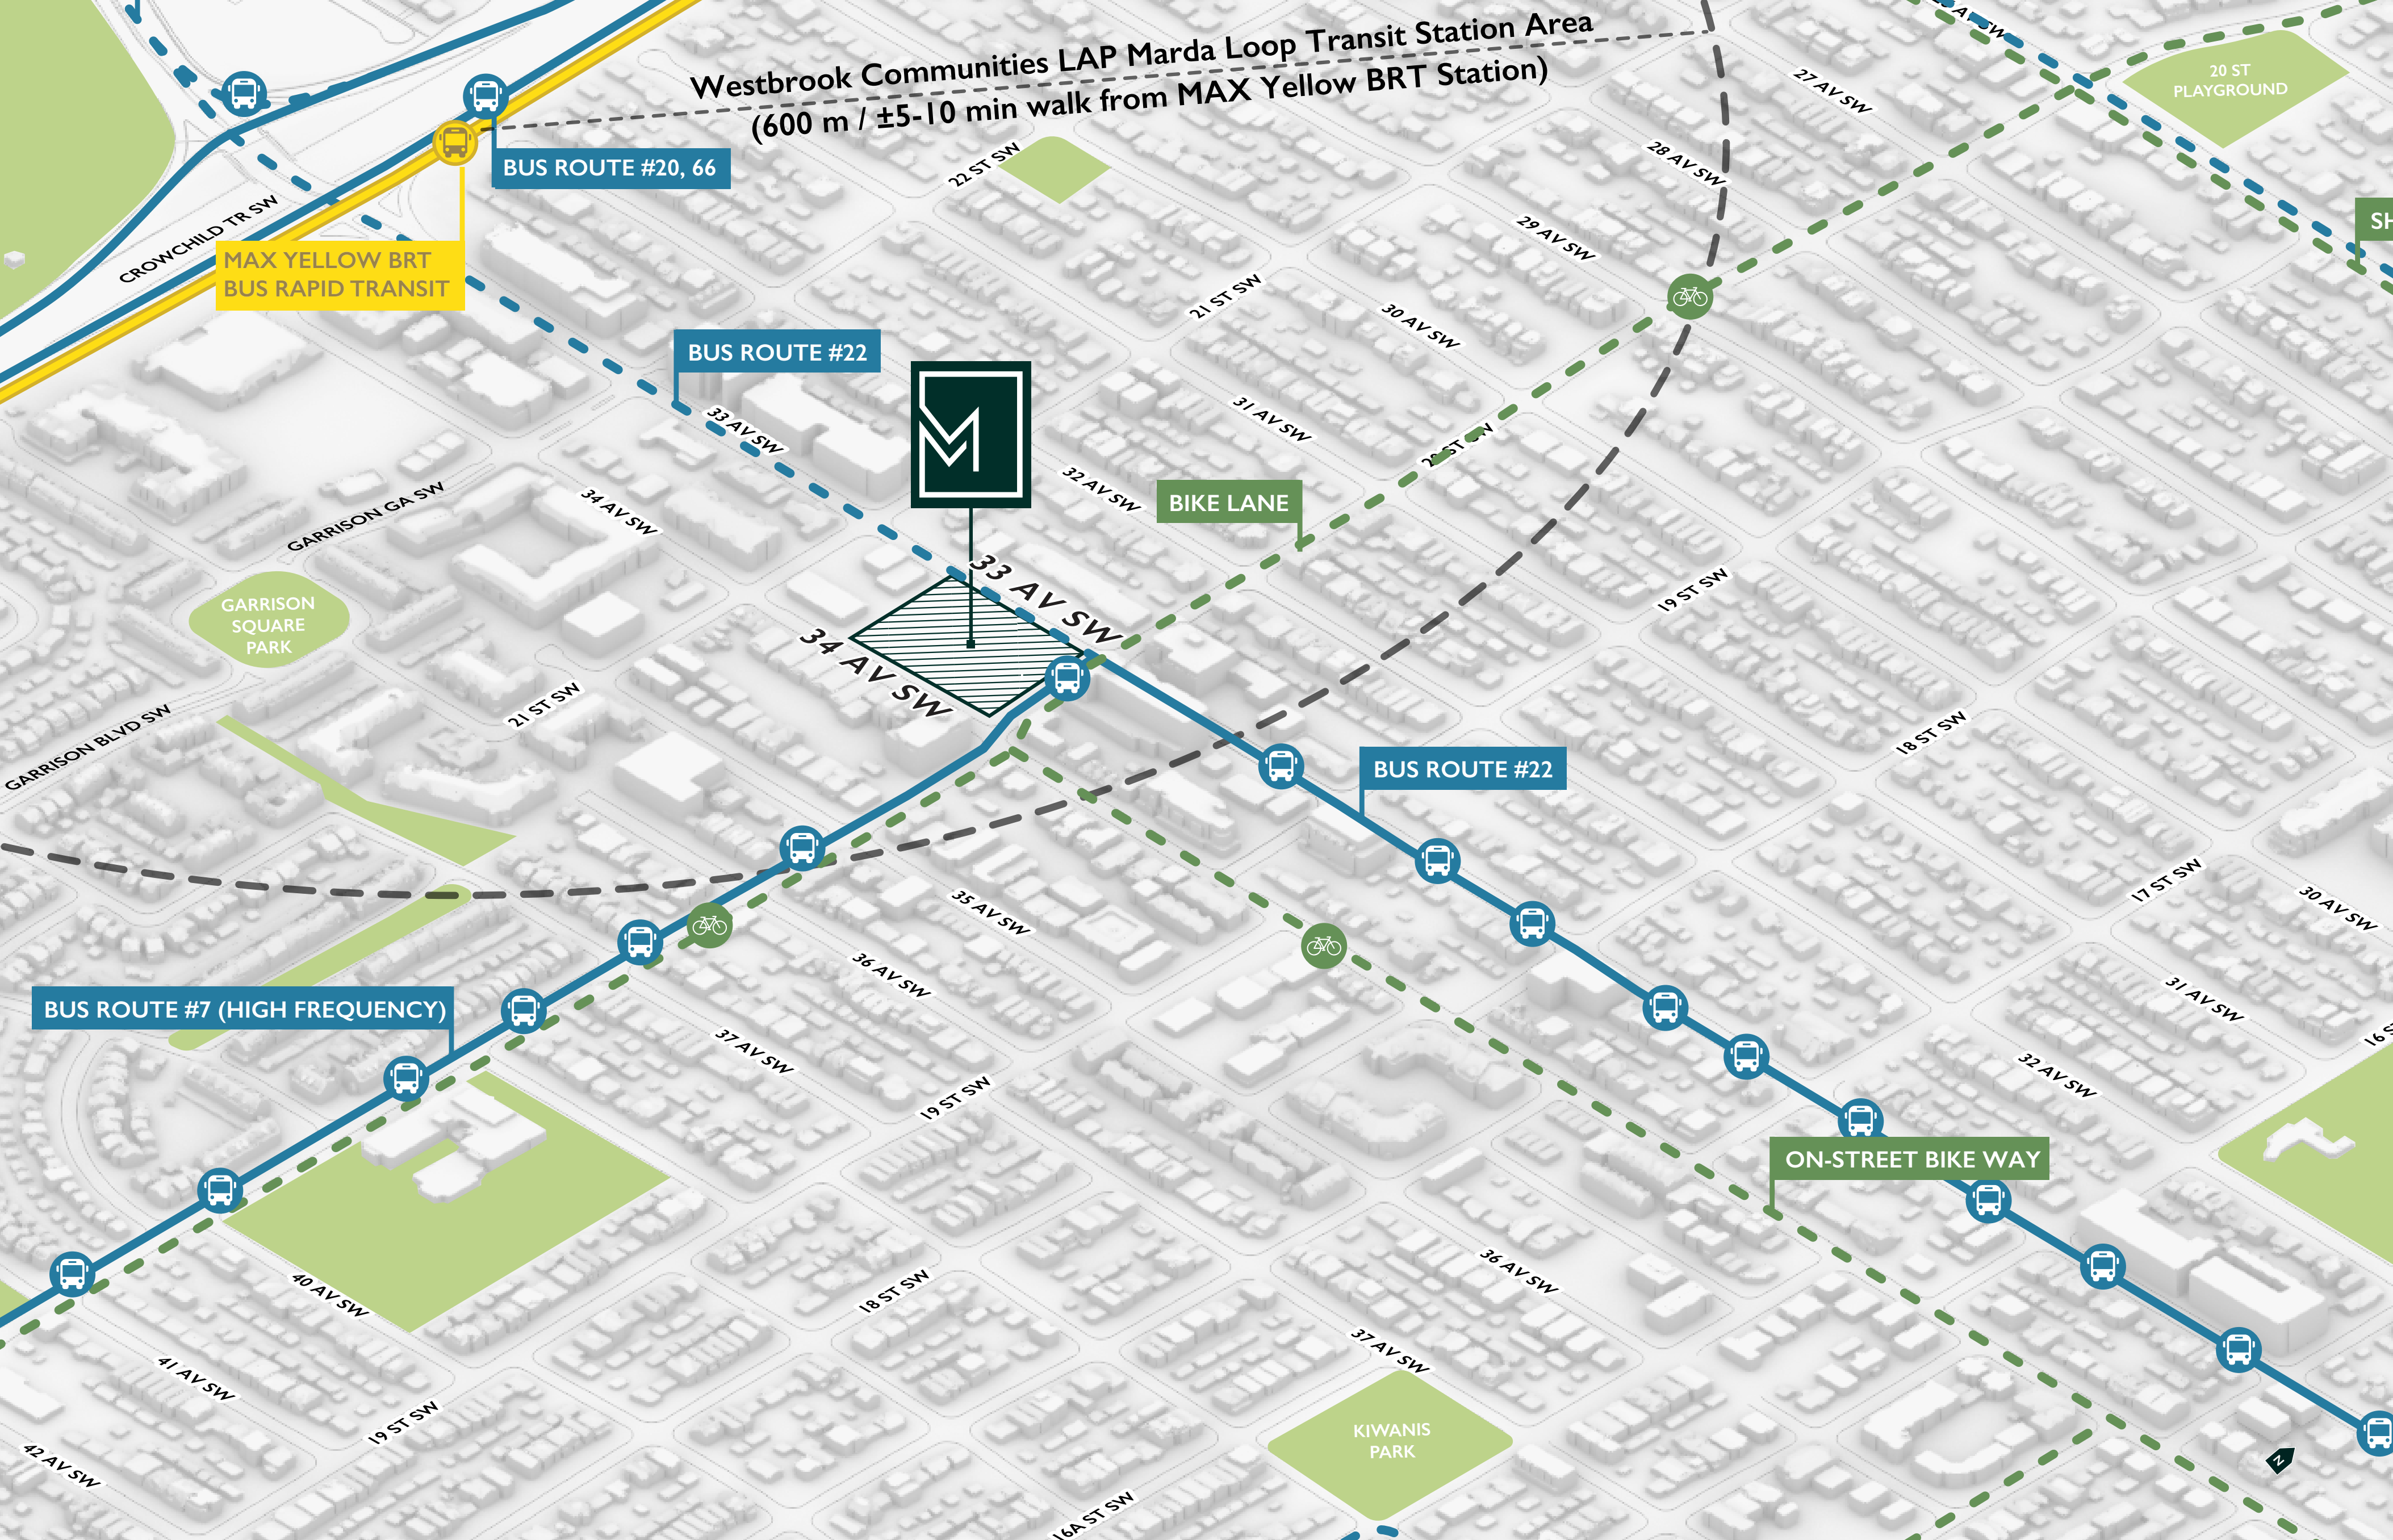 Westbrook Communities LAP Marda Loop Transit Station Area
(600 m / ±5-10 min walk from MAX Yellow BRT Station)
27 AV SW
20 ST
PLAYGROUND
28 AV SW
22 ST SW
BUS ROUTE #20, 66
CROWCHILD TR SW
MAX YELLOW BRT
BUS RAPID TRANSIT
29 AV SW
SH
21 ST SW
30 AV SW
BUS ROUTE #22
33 AV SW
31 AV SW
20 ST SW
M
32 AV SW
BIKE LANE
GARRISON GA SW
34 AV SW
33 AV SW
19 ST SW
GARRISON
SQUARE
PARK
34 AV SW
21 ST SW
GARRISON BLVD SW
18 ST SW
BUS ROUTE #22
17 ST SW
30 AV SW
35 AV SW
36 AV SW
31 AV SW
BUS ROUTE #7 (HIGH FREQUENCY)
37 AV SW
32 AV SW
19 ST SW
ON-STREET BIKE WAY
40 AV SW
18 ST SW
36 AV SW
37 AV SW
41 AV SW
19 ST SW
KIWANIS
PARK
42 AV SW
N
16A ST SW